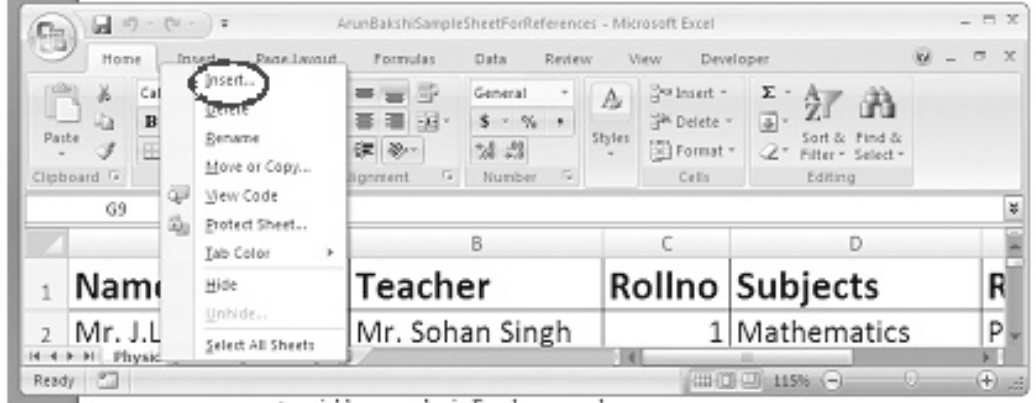 ArunBakshiSampleSheetForReferences - Microsoft Excel
Home Insert Page Layout Formulas Data Review View Developer
Insert...
Delete
Rename
Move or Copy...
View Code
Protect Sheet...
Tab Color
Hide
Unhide...
Select All Sheets
Paste
Clipboard
B
General
$ %
Number
Styles
Insert
Delete
Format
Cells
Σ
Sort & Filter
Find & Select
Editing
G9
B C D
1 Teacher Rollno Subjects
2 Mr. Sohan Singh 1 Mathematics
Ready 115%